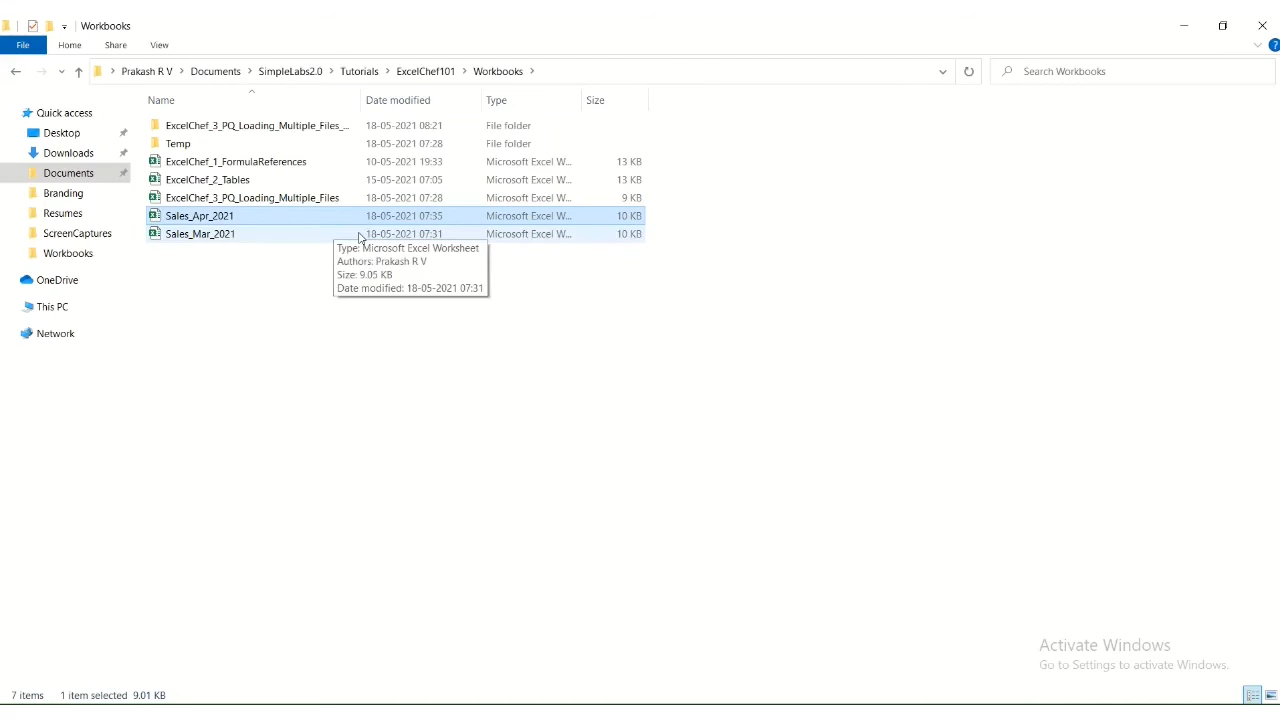 Workbooks
File Home Share View
?
Prakash R V > Documents > SimpleLabs2.0 > Tutorials > ExcelChef101 > Workbooks >
Search Workbooks
Name Date modified Type Size
Quick access
Desktop
Downloads
Documents
Branding
Resumes
ScreenCaptures
Workbooks
OneDrive
This PC
Network
ExcelChef_3_PQ_Loading_Multiple_Files_... 18-05-2021 08:21 File folder
Temp 18-05-2021 07:28 File folder
ExcelChef_1_FormulaReferences 10-05-2021 19:33 Microsoft Excel W... 13 KB
ExcelChef_2_Tables 15-05-2021 07:05 Microsoft Excel W... 13 KB
ExcelChef_3_PQ_Loading_Multiple_Files 18-05-2021 07:28 Microsoft Excel W... 9 KB
Sales_Apr_2021 18-05-2021 07:35 Microsoft Excel W... 10 KB
Sales_Mar_2021 18-05-2021 07:31 Microsoft Excel W... 10 KB
Type: Microsoft Excel Worksheet
Authors: Prakash R V
Size: 9.05 KB
Date modified: 18-05-2021 07:31
Activate Windows
Go to Settings to activate Windows.
7 items 1 item selected 9.01 KB